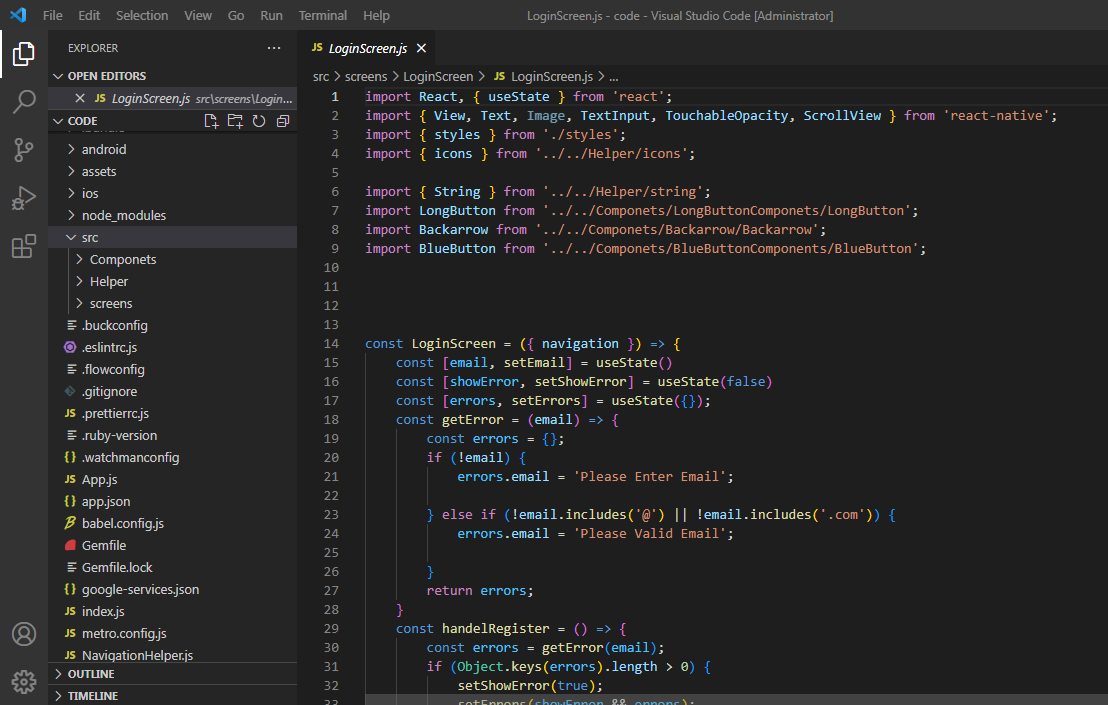 File Edit Selection View Go Run Terminal Help LoginScreen.js - code - Visual Studio Code [Administrator]
EXPLORER ...
OPEN EDITORS
JS LoginScreen.js src\screens\Login...
CODE
android
assets
ios
node_modules
src
Componets
Helper
screens
.buckconfig
.eslintrc.js
.flowconfig
.gitignore
JS .prettierrc.js
.ruby-version
{} .watchmanconfig
JS App.js
{} app.json
babel.config.js
Gemfile
Gemfile.lock
{} google-services.json
JS index.js
JS metro.config.js
JS NavigationHelper.js
OUTLINE
TIMELINE
JS LoginScreen.js
src > screens > LoginScreen > JS LoginScreen.js > ...
1 import React, { useState } from 'react';
2 import { View, Text, Image, TextInput, TouchableOpacity, ScrollView } from 'react-native';
3 import { styles } from './styles';
4 import { icons } from '../../Helper/icons';
5
6 import { String } from '../../Helper/string';
7 import LongButton from '../../Componets/LongButtonComponets/LongButton';
8 import Backarrow from '../../Componets/Backarrow/Backarrow';
9 import BlueButton from '../../Componets/BlueButtonComponents/BlueButton';
10
11
12
13
14 const LoginScreen = ({ navigation }) => {
15 const [email, setEmail] = useState()
16 const [showError, setShowError] = useState(false)
17 const [errors, setErrors] = useState({});
18 const getError = (email) => {
19 const errors = {};
20 if (!email) {
21 errors.email = 'Please Enter Email';
22
23 } else if (!email.includes('@') || !email.includes('.com')) {
24 errors.email = 'Please Valid Email';
25
26 }
27 return errors;
28 }
29 const handelRegister = () => {
30 const errors = getError(email);
31 if (Object.keys(errors).length > 0) {
32 setShowError(true);
33 setErrors(showError && errors);